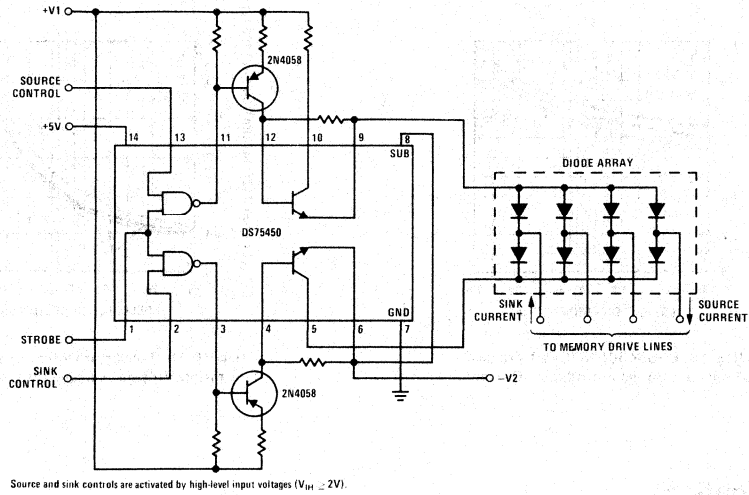 +V1
2N4058
SOURCE
CONTROL
+5V
14 13 11 12 10 9 8
SUB
DIODE ARRAY
DS75450
GND
SINK
CURRENT
SOURCE
CURRENT
1 2 3 4 5 6 7
STROBE
TO MEMORY DRIVE LINES
SINK
CONTROL
2N4058
-V2
Source and sink controls are activated by high-level input voltages (VIH ≥ 2V).